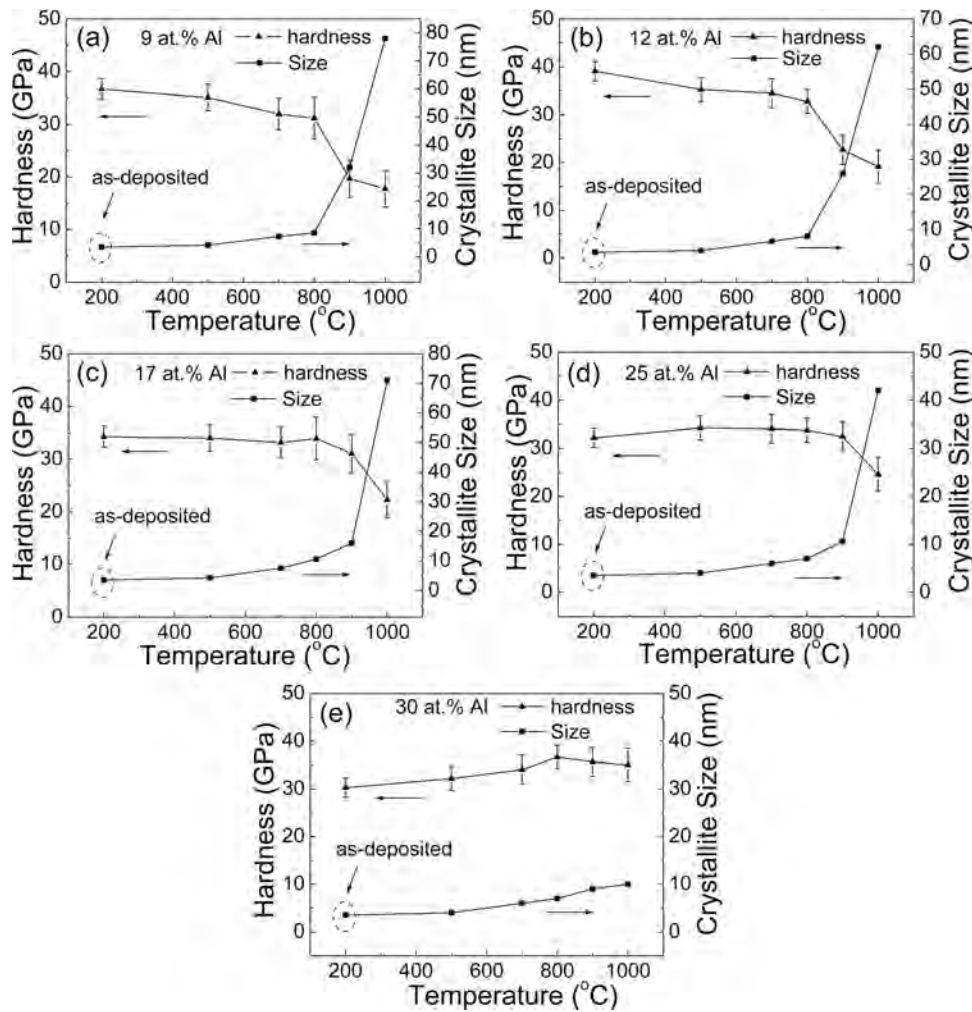 (a) 9 at.% Al hardness
Size
as-deposited
Hardness (GPa)
50
40
30
20
10
0
Crystallite Size (nm)
80
70
60
50
40
30
20
10
0
200 400 600 800 1000
Temperature (°C)
(b) 12 at.% Al hardness
Size
as-deposited
Hardness (GPa)
50
40
30
20
10
0
Crystallite Size (nm)
70
60
50
40
30
20
10
0
200 400 600 800 1000
Temperature (°C)
(c) 17 at.% Al hardness
Size
as-deposited
Hardness (GPa)
50
40
30
20
10
0
Crystallite Size (nm)
80
70
60
50
40
30
20
10
0
200 400 600 800 1000
Temperature (°C)
(d) 25 at.% Al hardness
Size
as-deposited
Hardness (GPa)
50
40
30
20
10
0
Crystallite Size (nm)
50
40
30
20
10
0
200 400 600 800 1000
Temperature (°C)
(e) 30 at.% Al hardness
Size
as-deposited
Hardness (GPa)
50
40
30
20
10
0
Crystallite Size (nm)
50
40
30
20
10
0
200 400 600 800 1000
Temperature (°C)